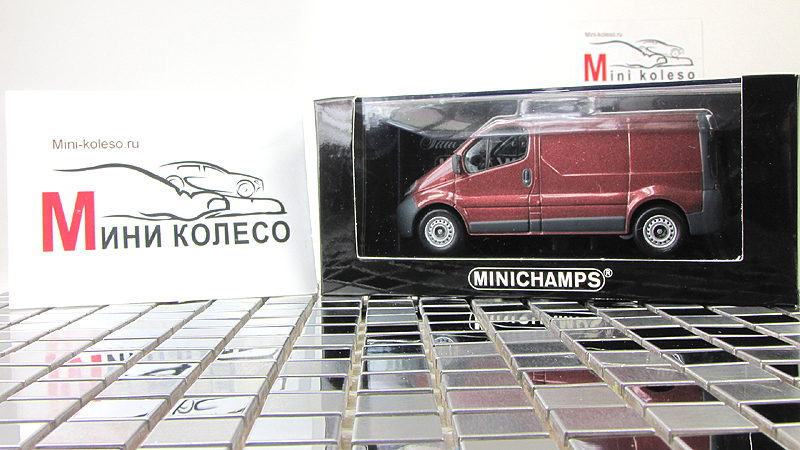 Mini-koleso.ru
МИНИ КОЛЕСО
Mini-koleso.ru
Mini koleso
MINICHAMPS®